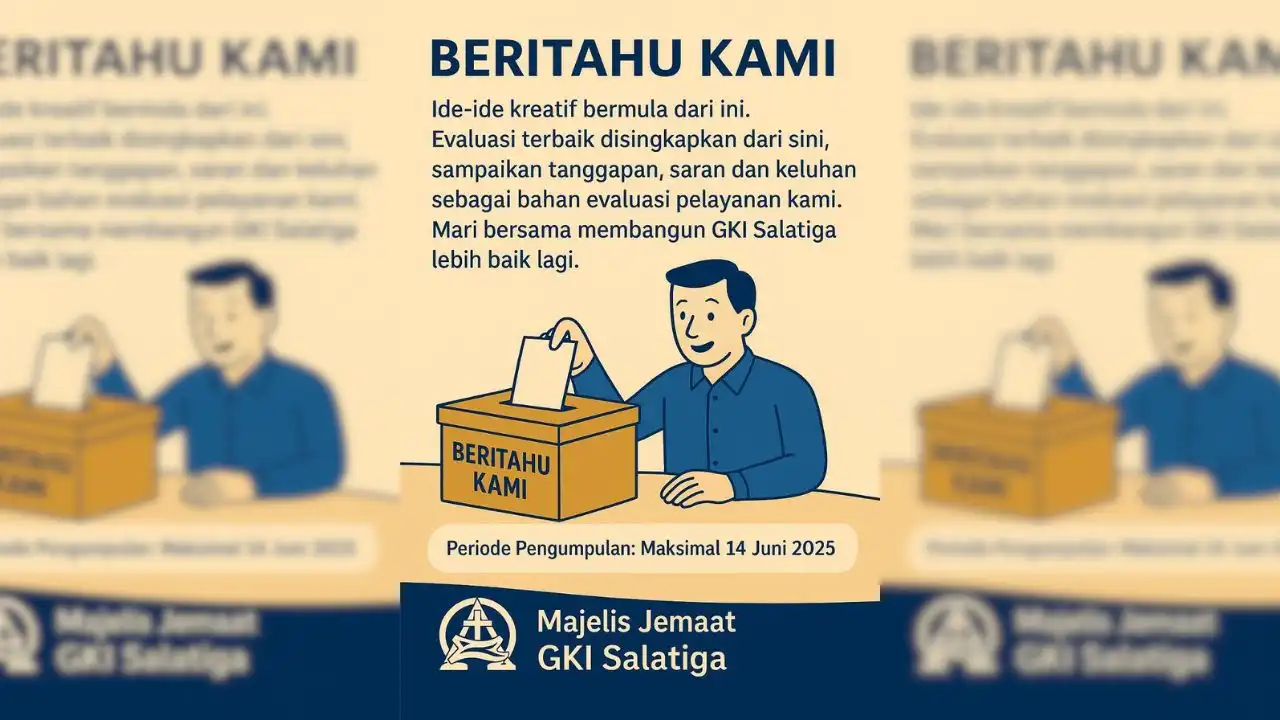 BERITAHU KAMI
Ide-ide kreatif bermula dari ini.
Evaluasi terbaik disingkapkan dari sini,
sampaikan tanggapan, saran dan keluhan
sebagai bahan evaluasi pelayanan kami.
Mari bersama membangun GKI Salatiga
lebih baik lagi.
BERITAHU
KAMI
Periode Pengumpulan: Maksimal 14 Juni 2025
Majelis Jemaat
GKI Salatiga